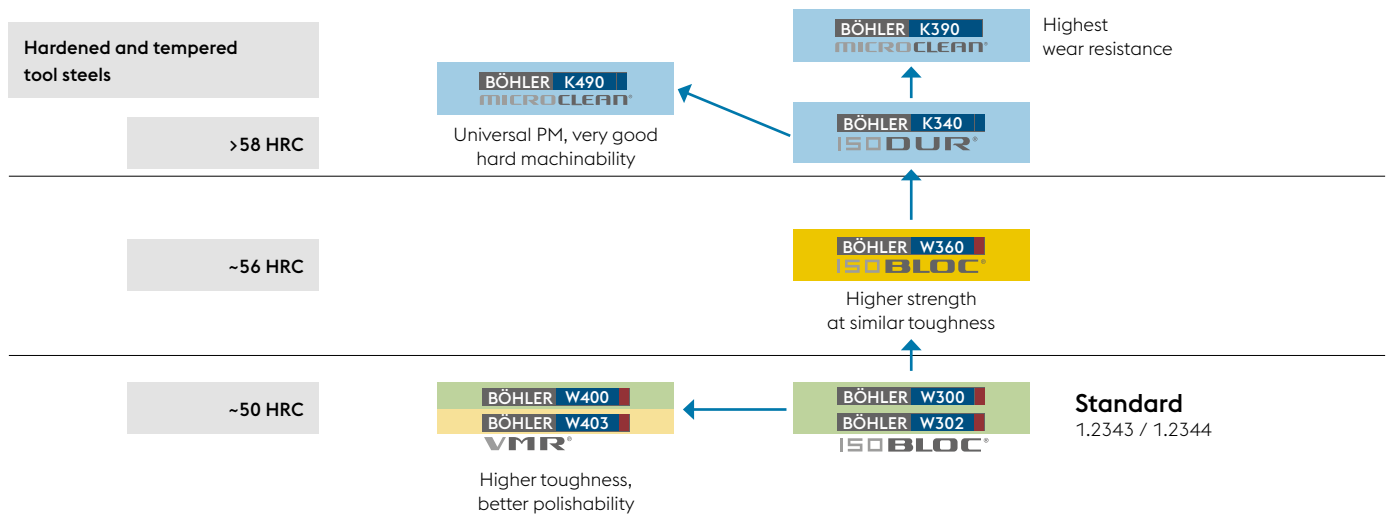 Hardened and tempered
tool steels
BÖHLER K390
MICROCLEAN®
Highest
wear resistance
BÖHLER K490
MICROCLEAN®
Universal PM, very good
hard machinability
BÖHLER K340
ISODUR®
>58 HRC
~56 HRC
BÖHLER W360
ISOBLOC®
Higher strength
at similar toughness
~50 HRC
BÖHLER W400
BÖHLER W403
VMR®
Higher toughness,
better polishability
BÖHLER W300
BÖHLER W302
ISOBLOC®
Standard
1.2343 / 1.2344